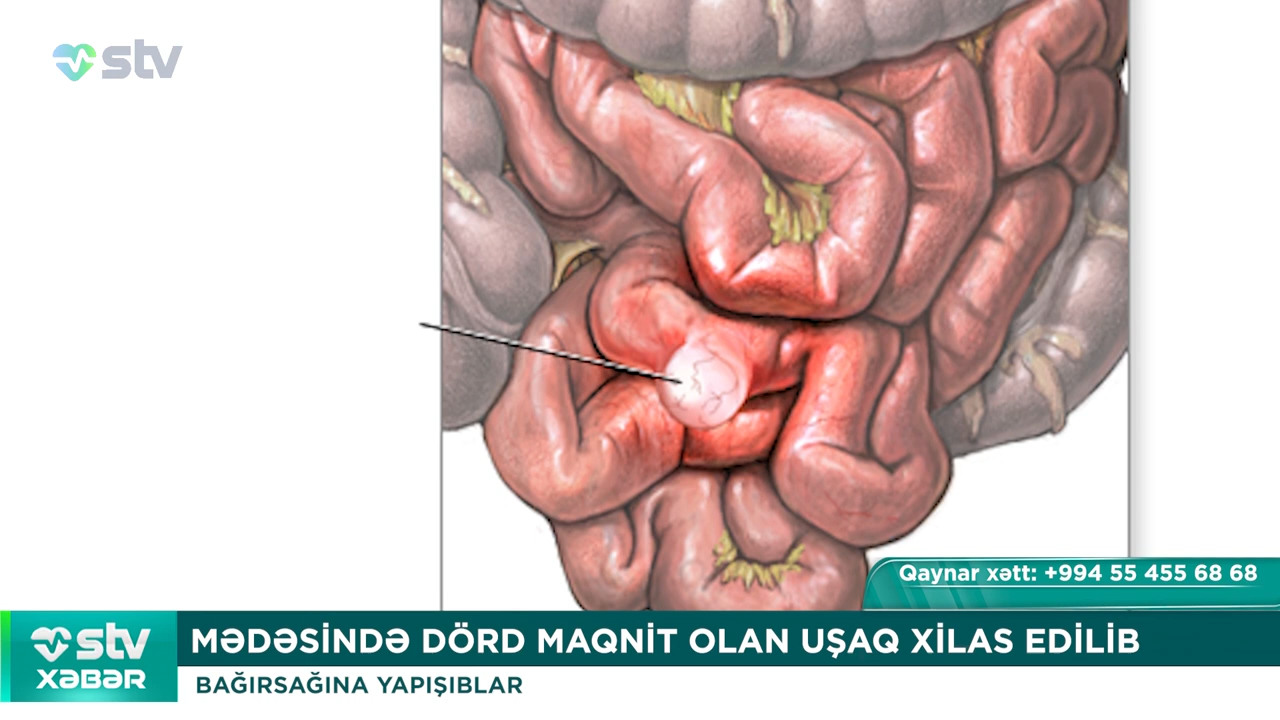 stv
Qaynar xətt: +994 55 455 68 68
stv
XƏBƏR
MƏDƏSİNDƏ DÖRD MAQNİT OLAN UŞAQ XİLAS EDİLİB
BAĞIRSAĞINA YAPIŞIBLAR